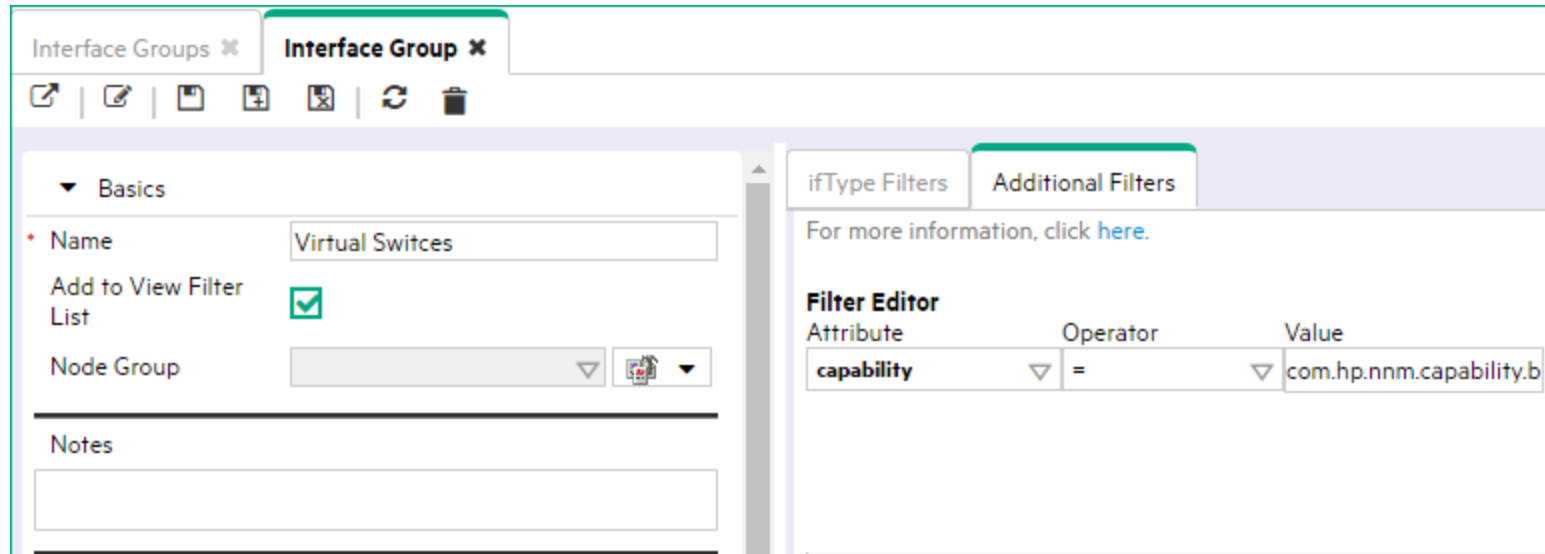 Interface Groups ✖ Interface Group ✖
Basics
* Name Virtual Switces
Add to View Filter
List
Node Group
Notes
ifType Filters Additional Filters
For more information, click here.
Filter Editor
Attribute Operator Value
capability = com.hp.nnm.capability.b